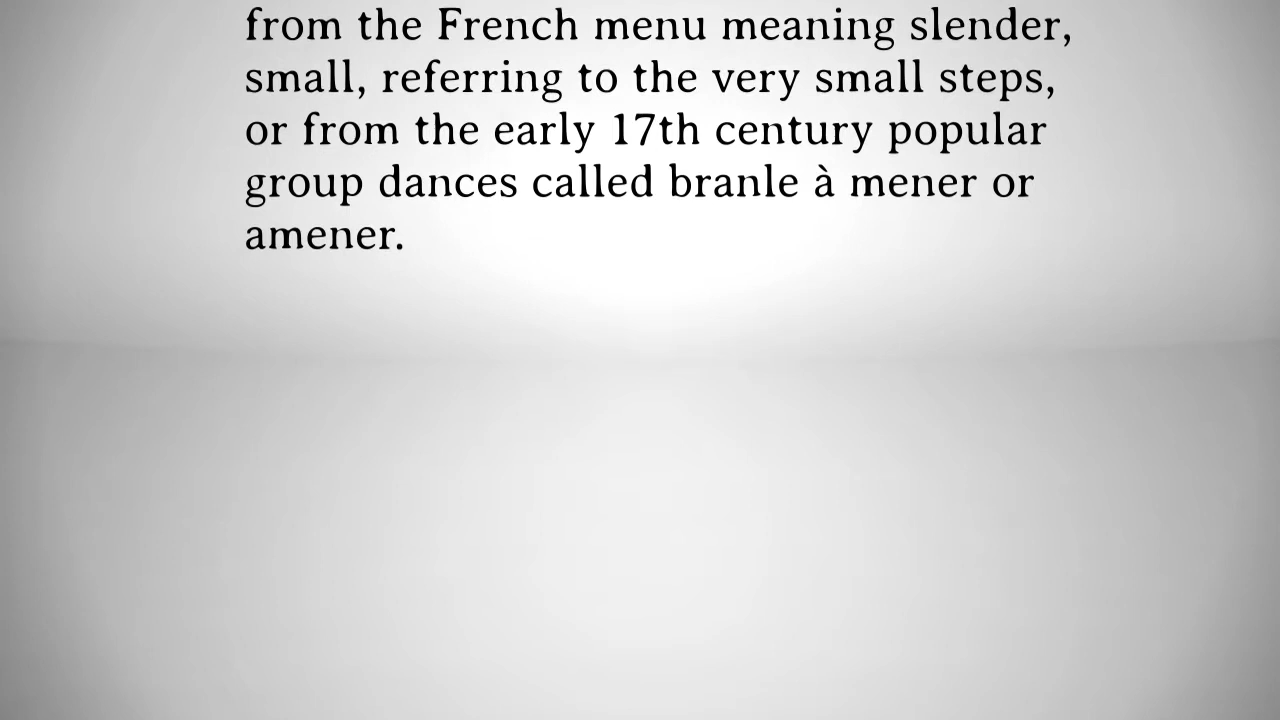 from the French menu meaning slender,
small, referring to the very small steps,
or from the early 17th century popular
group dances called branle à mener or
amener.